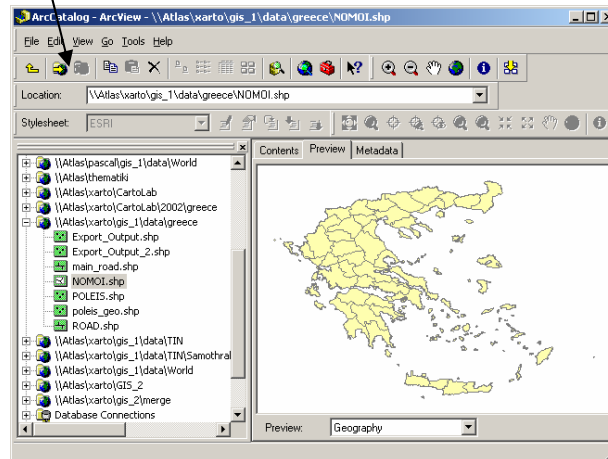 ArcCatalog - ArcView - \\Atlas\xarto\gis_1\data\greece\NOMOI.shp
File Edit View Go Tools Help
Location: \\Atlas\xarto\gis_1\data\greece\NOMOI.shp
Stylesheet: ESRI
Contents Preview Metadata
\\Atlas\pascal\gis_1\data\World
\\Atlas\thematiki
\\Atlas\xarto\CartoLab
\\Atlas\xarto\CartoLab\2002\greece
\\Atlas\xarto\gis_1\data\greece
Export_Output.shp
Export_Output_2.shp
main_road.shp
NOMOI.shp
POLEIS.shp
poleis_geo.shp
ROAD.shp
\\Atlas\xarto\gis_1\data\TIN
\\Atlas\xarto\gis_1\data\TIN\Samothral
\\Atlas\xarto\gis_1\data\World
\\Atlas\xarto\GIS_2
\\Atlas\xarto\gis_2\merge
Database Connections
Preview: Geography